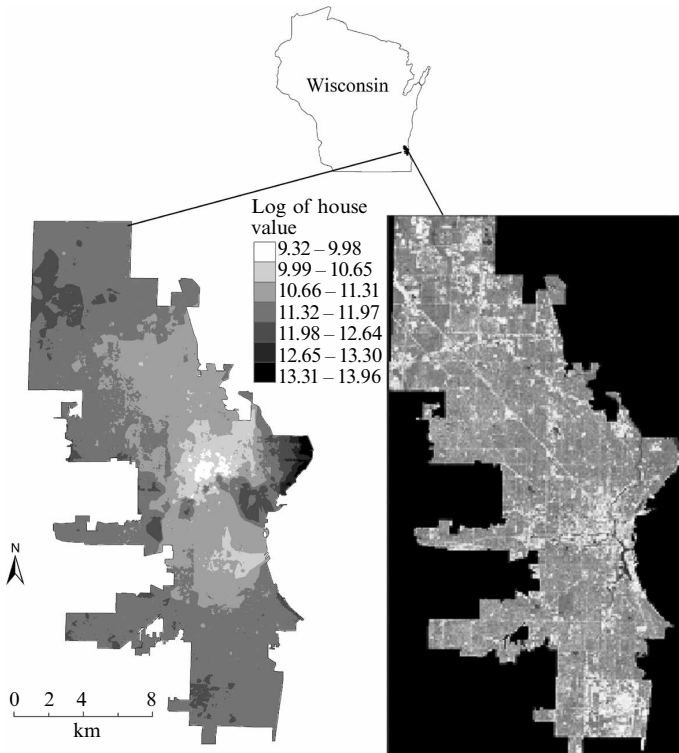 Wisconsin
Log of house
value
9.32 – 9.98
9.99 – 10.65
10.66 – 11.31
11.32 – 11.97
11.98 – 12.64
12.65 – 13.30
13.31 – 13.96
N
0 4 8
km